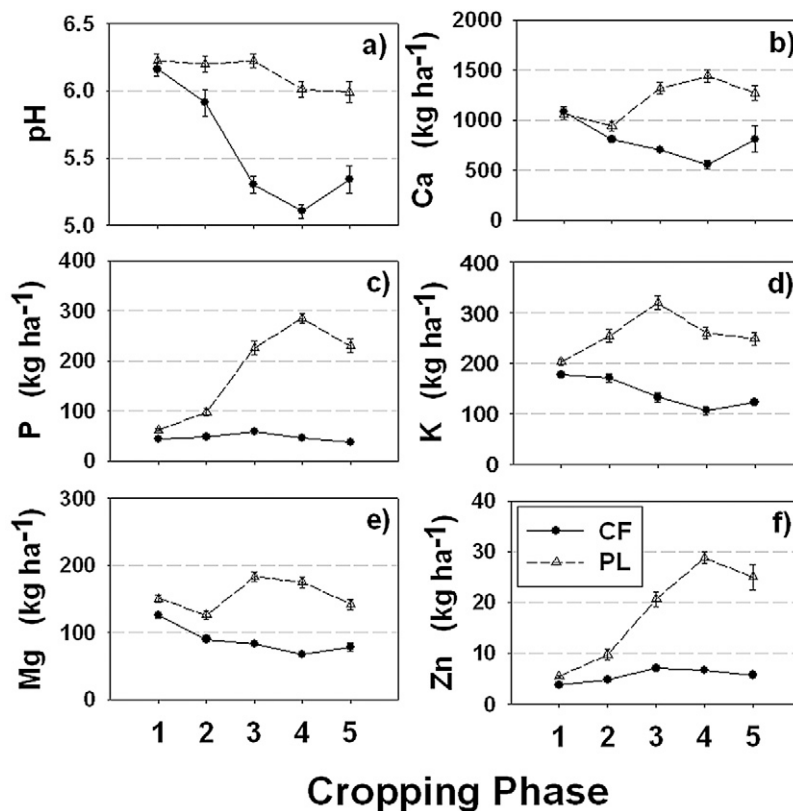 a)
6.5
6.0
5.5
5.0
pH
b)
2000
1500
1000
500
0
Ca (kg ha-1)
c)
400
300
200
100
0
P (kg ha-1)
d)
400
300
200
100
0
K (kg ha-1)
e)
300
200
100
0
Mg (kg ha-1)
f)
40
30
20
10
0
Zn (kg ha-1)
CF
PL
1 2 3 4 5
1 2 3 4 5
Cropping Phase